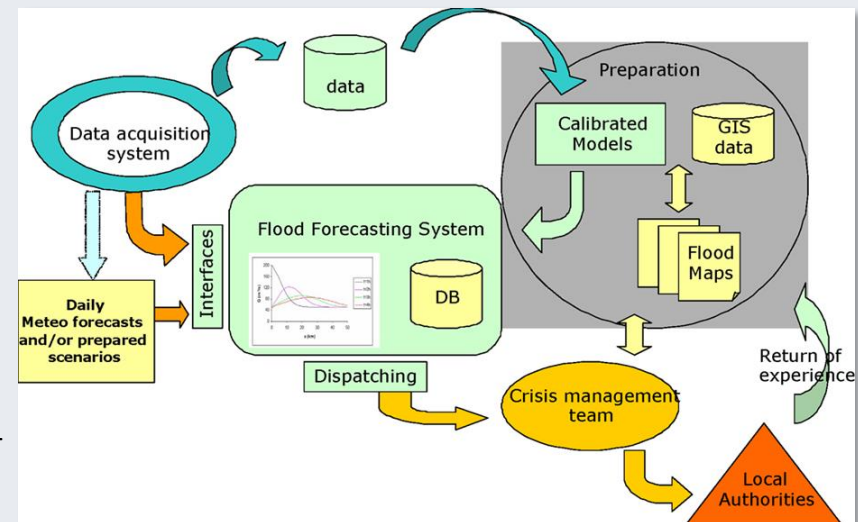 data
Preparation
Data acquisition
system
Calibrated
Models
GIS
data
Flood Forecasting System
Interfaces
DB
Flood
Maps
Daily
Meteo forecasts
and/or prepared
scenarios
Dispatching
Crisis management
team
Return of
experience
Local
Authorities